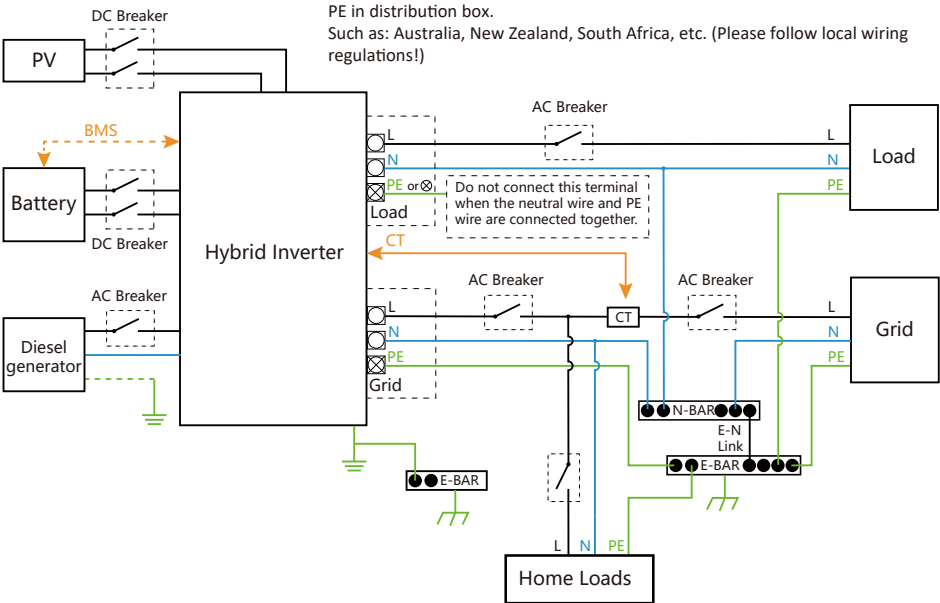 PE in distribution box.
Such as: Australia, New Zealand, South Africa, etc. (Please follow local wiring
regulations!)
DC Breaker
PV
AC Breaker
BMS
L
L
N
N
Load
PE or
PE
Do not connect this terminal
when the neutral wire and PE
wire are connected together.
Battery
Load
DC Breaker
CT
Hybrid Inverter
AC Breaker
AC Breaker
AC Breaker
L
CT
L
N
N
Grid
Diesel
generator
PE
PE
Grid
N-BAR
E-N
Link
E-BAR
E-BAR
L
N
PE
Home Loads